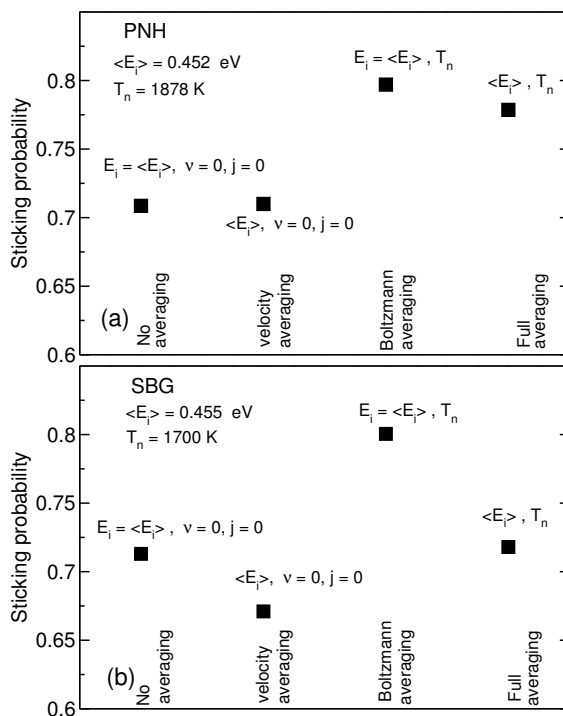 PNH
<E_i> = 0.452 eV
T_n = 1878 K
E_i = <E_i> , T_n
<E_i> , T_n
E_i = <E_i>, ν = 0, j = 0
<E_i>, ν = 0, j = 0
0.8
0.75
0.7
0.65
0.6
Sticking probability
(a)
No averaging
velocity averaging
Boltzmann averaging
Full averaging
SBG
<E_i> = 0.455 eV
T_n = 1700 K
E_i = <E_i> , T_n
<E_i> , T_n
E_i = <E_i> , ν = 0, j = 0
<E_i>, ν = 0, j = 0
0.8
0.75
0.7
0.65
0.6
Sticking probability
(b)
No averaging
velocity averaging
Boltzmann averaging
Full averaging